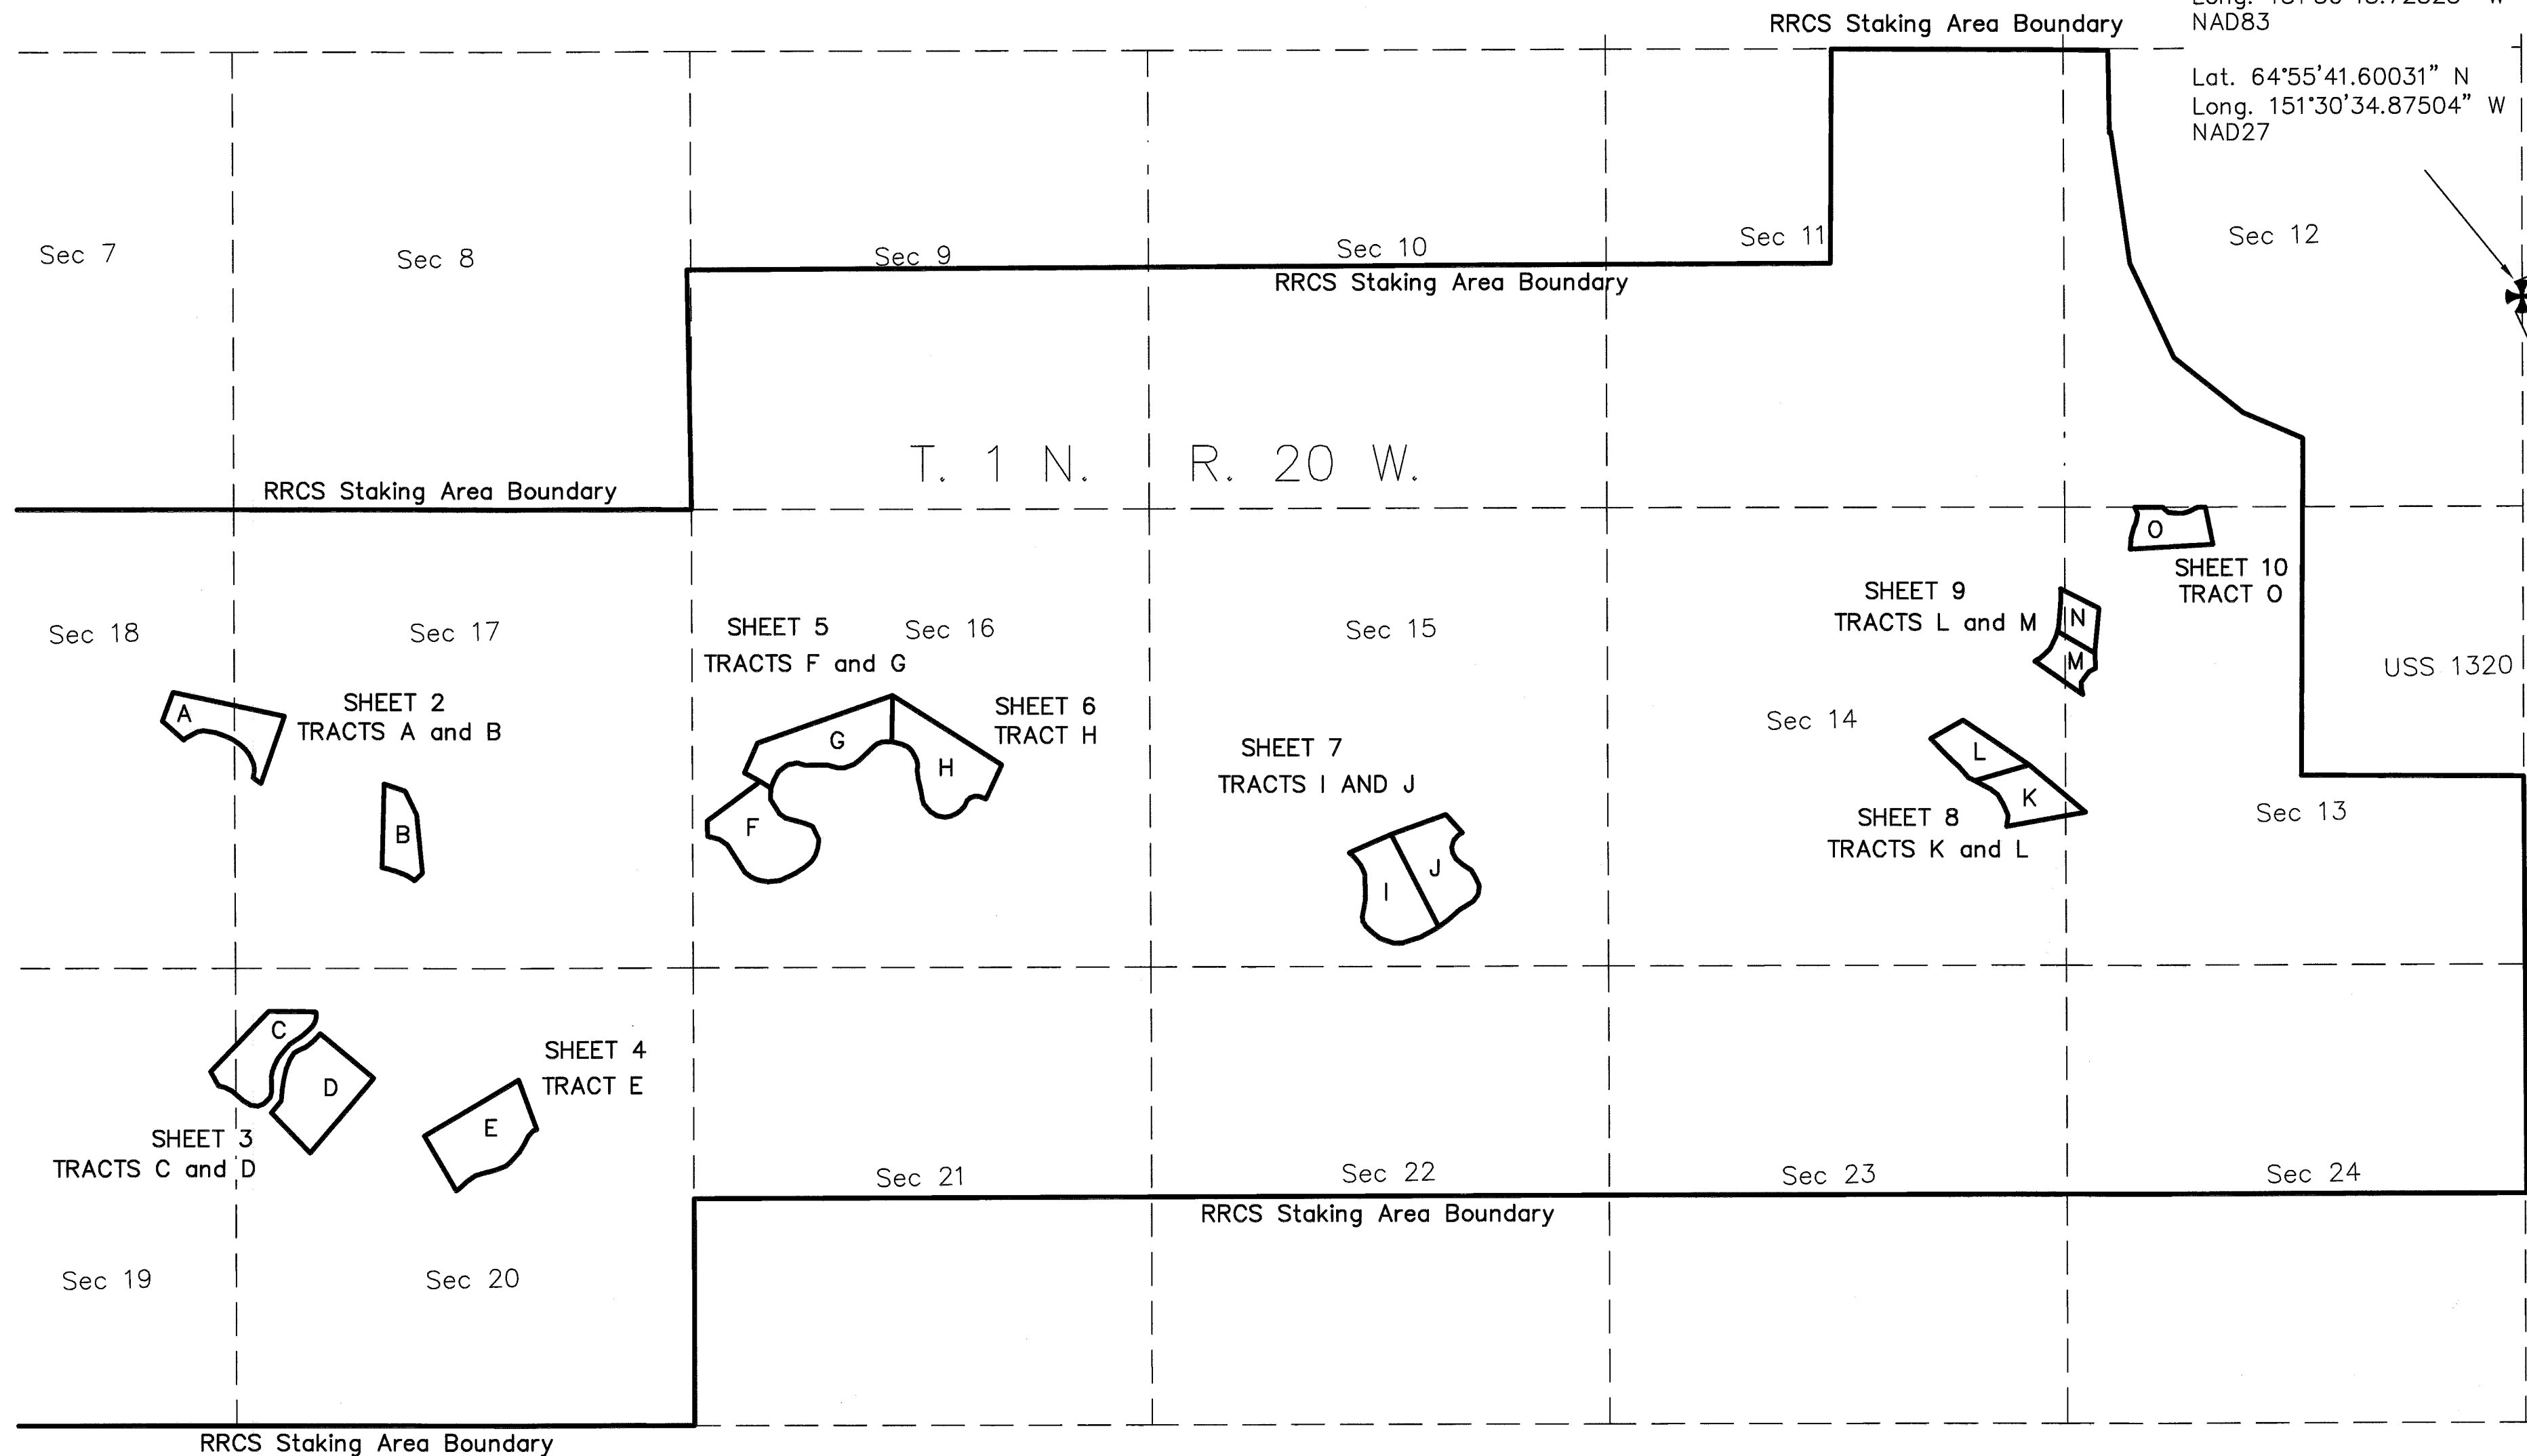 RRCS Staking Area Boundary
NAD83
Lat. 64°55'41.60031" N
Long. 151°30'34.87504" W
NAD27
Sec 7
Sec 8
Sec 9
Sec 10
Sec 11
Sec 12
RRCS Staking Area Boundary
T. 1 N. R. 20 W.
RRCS Staking Area Boundary
Sec 18
Sec 17
SHEET 5
TRACTS F and G
Sec 16
Sec 15
SHEET 9
TRACTS L and M
N
M
O
SHEET 10
TRACT O
USS 1320
A
SHEET 2
TRACTS A and B
B
G
H
F
SHEET 6
TRACT H
SHEET 7
TRACTS I AND J
I
J
Sec 14
L
K
SHEET 8
TRACTS K and L
Sec 13
C
D
SHEET 3
TRACTS C and D
E
SHEET 4
TRACT E
Sec 21
Sec 22
Sec 23
Sec 24
RRCS Staking Area Boundary
Sec 19
Sec 20
RRCS Staking Area Boundary